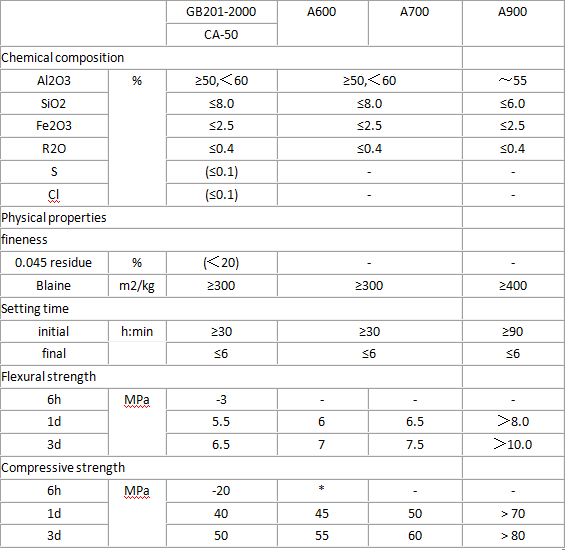 GB201-2000 A600 A700 A900
CA-50
Chemical composition
Al2O3 % ≥50,＜60 ≥50,＜60 ～55
SiO2 ≤8.0 ≤8.0 ≤6.0
Fe2O3 ≤2.5 ≤2.5 ≤2.5
R2O ≤0.4 ≤0.4 ≤0.4
S (≤0.1) - -
Cl (≤0.1) - -
Physical properties
fineness
0.045 residue % (＜20) - -
Blaine m2/kg ≥300 ≥300 ≥400
Setting time
initial h:min ≥30 ≥30 ≥90
final ≤6 ≤6 ≤6
Flexural strength
6h MPa -3 - - -
1d 5.5 6 6.5 ＞8.0
3d 6.5 7 7.5 ＞10.0
Compressive strength
6h MPa -20 * - -
1d 40 45 50 > 70
3d 50 55 60 > 80